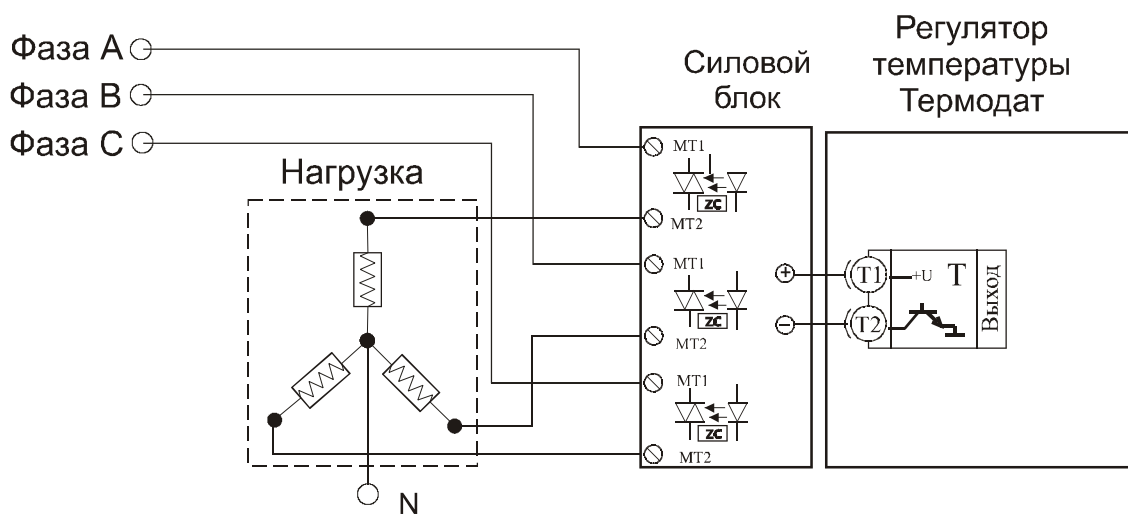 Фаза А
Фаза В
Фаза С
Нагрузка
N
Силовой
блок
MT1
ZC
MT2
MT1
ZC
MT2
MT1
ZC
MT2
+
−
Регулятор
температуры
Термодат
T1
+U
T
T2
Выход